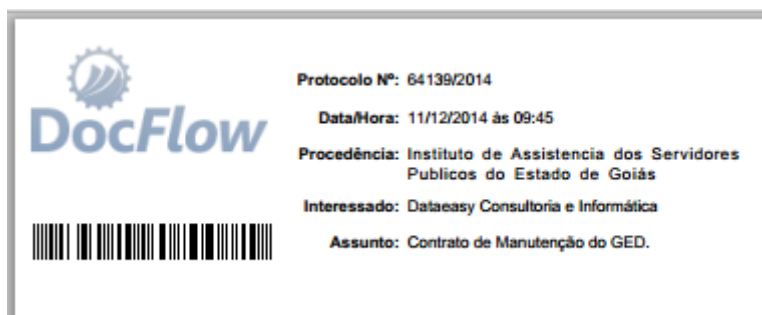 DocFlow
Protocolo Nº: 64139/2014
Data/Hora: 11/12/2014 às 09:45
Procedência: Instituto de Assistencia dos Servidores
Publicos do Estado de Goiás
Interessado: Dataeasy Consultoria e Informática
Assunto: Contrato de Manutenção do GED.